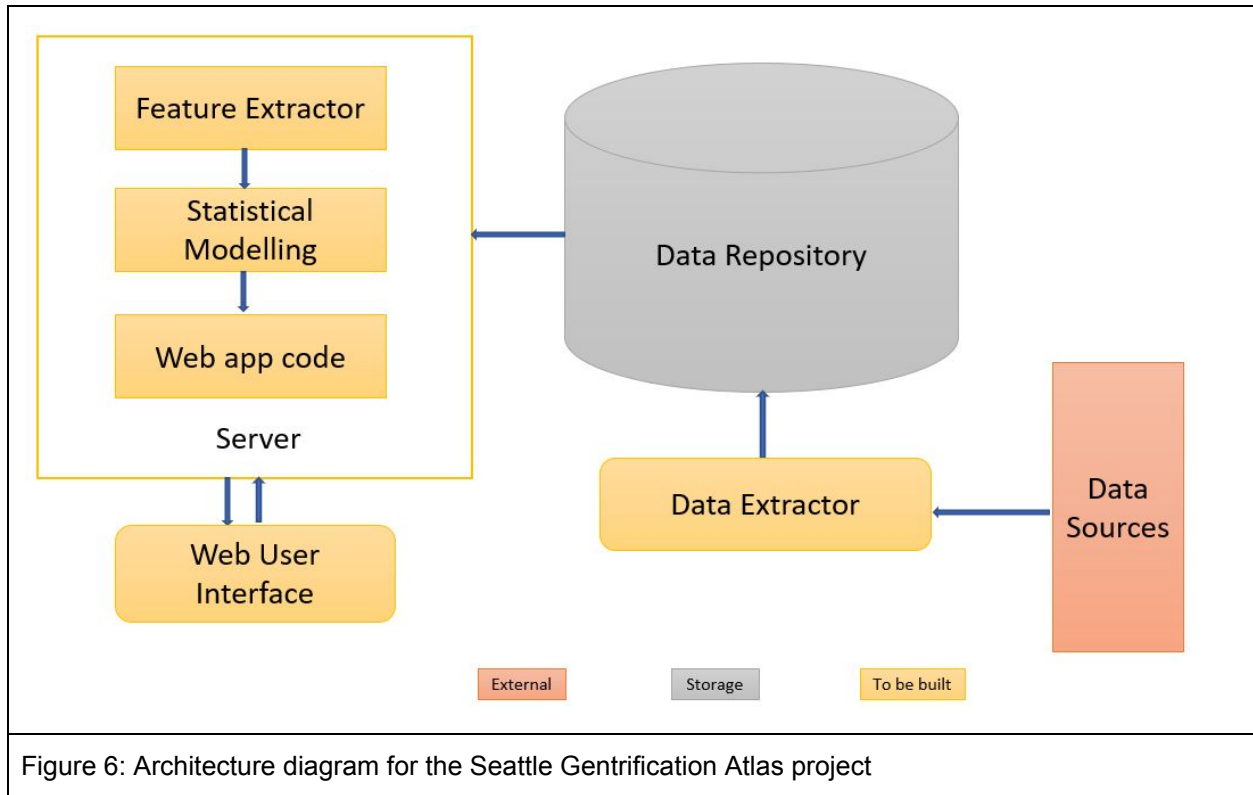 Feature Extractor
Statistical
Modelling
Web app code
Server
Web User
Interface
Data Repository
Data Extractor
Data
Sources
External
Storage
To be built
Figure 6: Architecture diagram for the Seattle Gentrification Atlas project